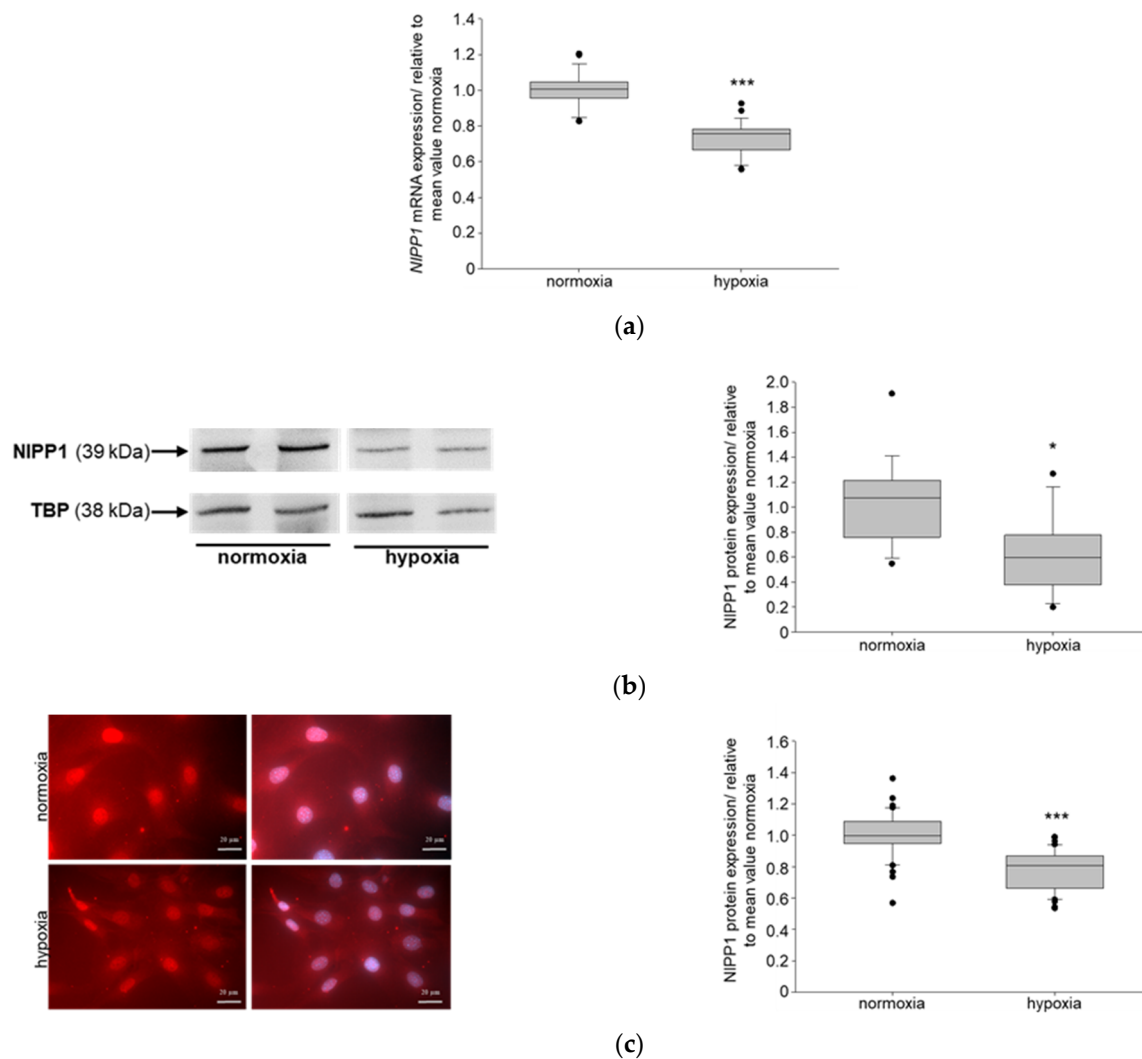 NIPP1 mRNA expression/ relative to
mean value normoxia
1.4
1.2
1.0
0.8
0.6
0.4
0.2
0
***
normoxia
hypoxia
(a)
NIPP1 (39 kDa)
TBP (38 kDa)
normoxia
hypoxia
NIPP1 protein expression/ relative
to mean value normoxia
2.0
1.8
1.6
1.4
1.2
1.0
0.8
0.6
0.4
0.2
0
*
normoxia
hypoxia
(b)
normoxia
20 µm
20 µm
hypoxia
20 µm
20 µm
NIPP1 protein expression/ relative
to mean value normoxia
1.6
1.4
1.2
1.0
0.8
0.6
0.4
0.2
0
***
normoxia
hypoxia
(c)